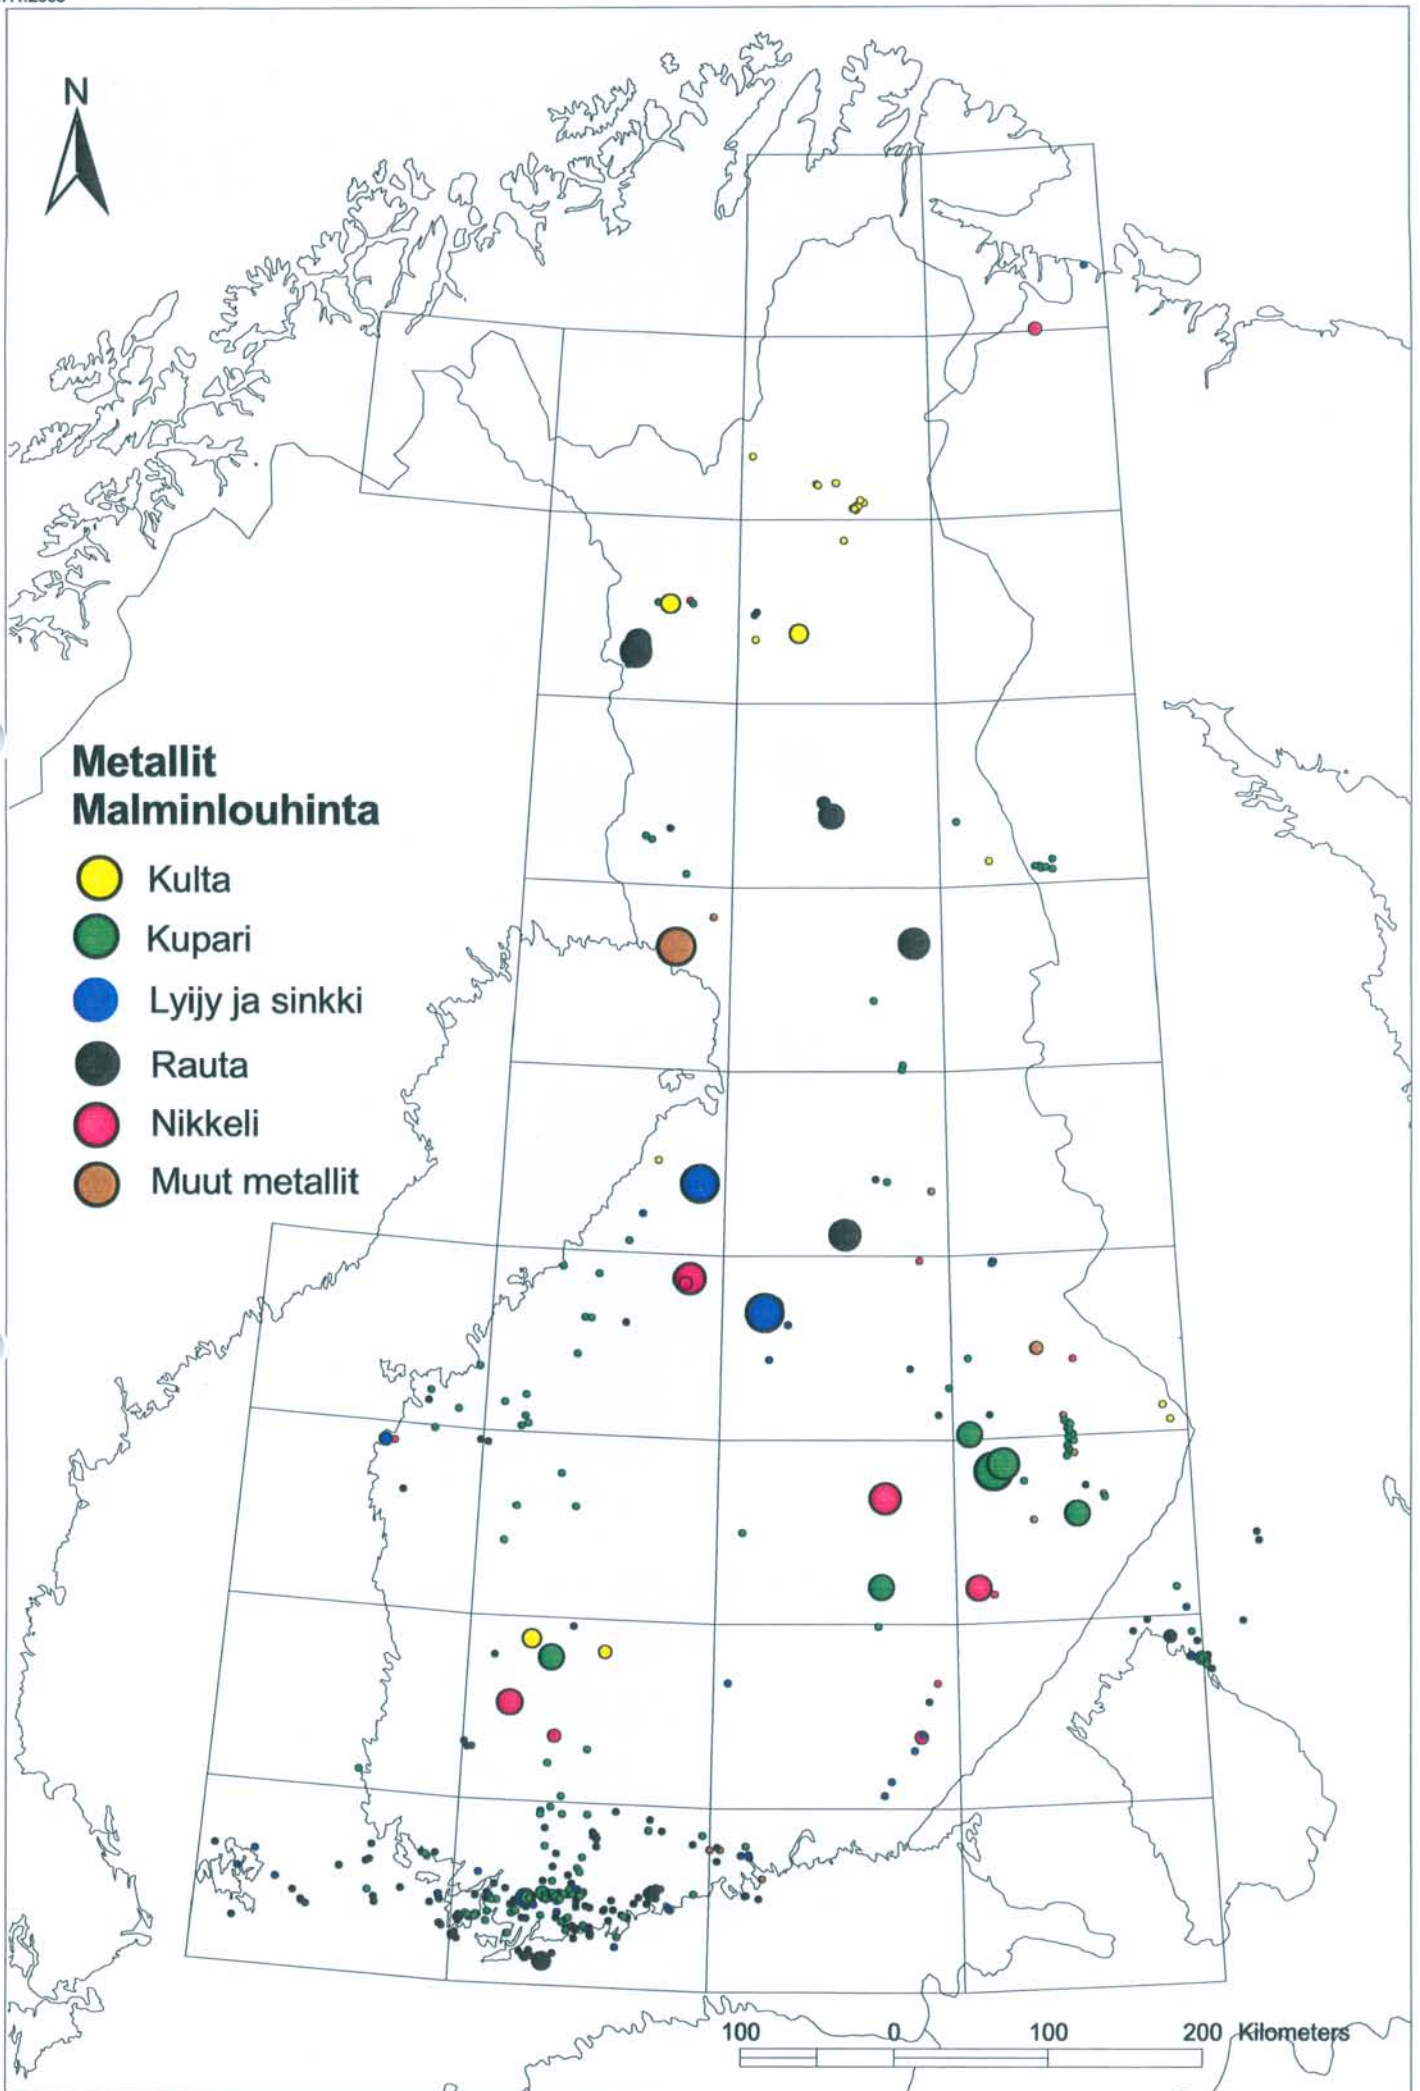 N
Metallit
Malminlouhinta
Kulta
Kupari
Lyijy ja sinkki
Rauta
Nikkeli
Muut metallit
100 0 100 200 Kilometers